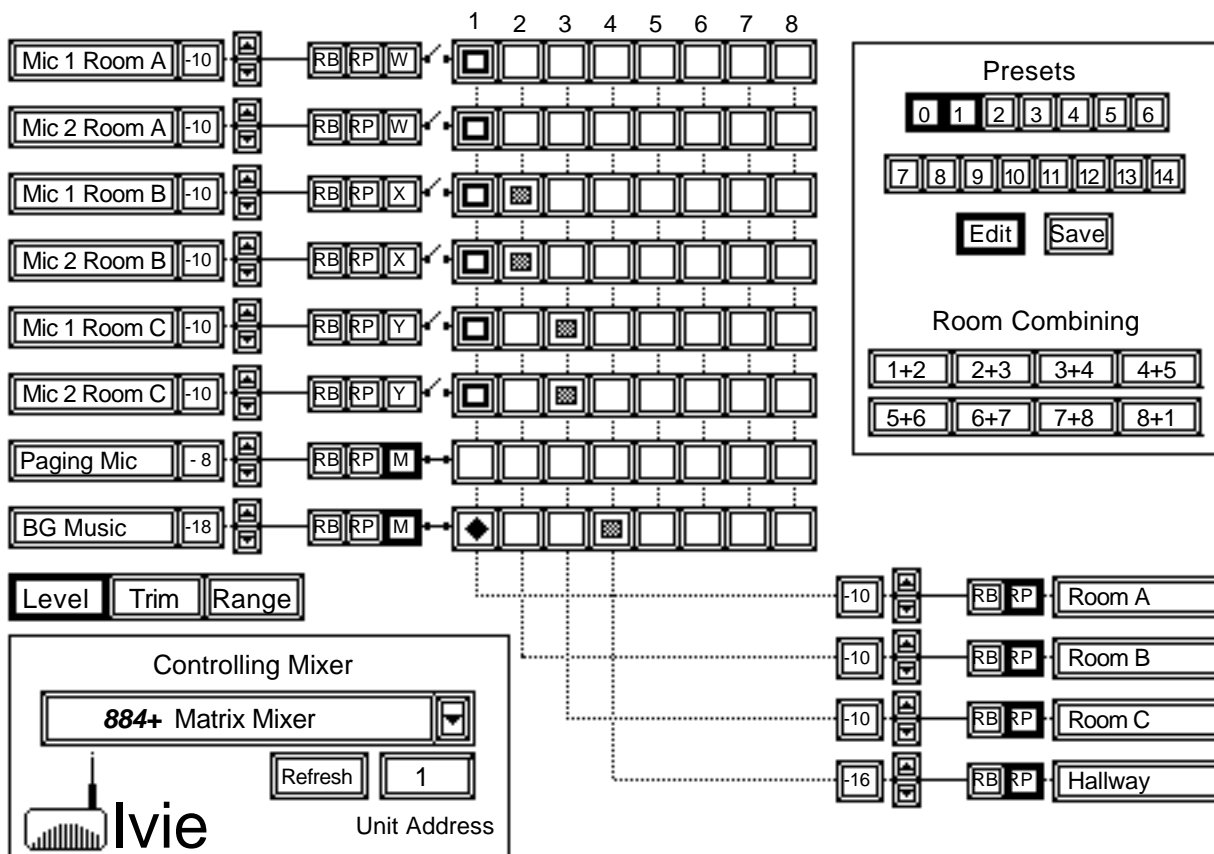 1 2 3 4 5 6 7 8
Mic 1 Room A -10 RB RP W
Mic 2 Room A -10 RB RP W
Mic 1 Room B -10 RB RP X
Mic 2 Room B -10 RB RP X
Mic 1 Room C -10 RB RP Y
Mic 2 Room C -10 RB RP Y
Paging Mic - 8 RB RP M
BG Music -18 RB RP M
Presets
0 1 2 3 4 5 6
7 8 9 10 11 12 13 14
Edit Save
Room Combining
1+2 2+3 3+4 4+5
5+6 6+7 7+8 8+1
Level Trim Range
-10 RB RP Room A
-10 RB RP Room B
-10 RB RP Room C
-16 RB RP Hallway
Controlling Mixer
884+ Matrix Mixer
Refresh 1
Ivie Unit Address